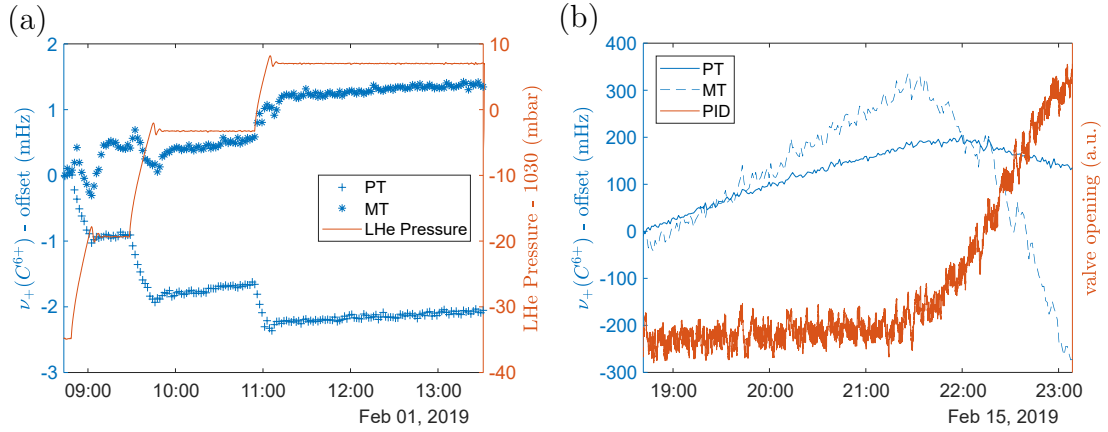 (a)
2
1
0
-1
-2
-3
ν₊(C⁶⁺) - offset (mHz)
PT
MT
LHe Pressure
10
0
-10
-20
-30
-40
LHe Pressure - 1030 (mbar)
09:00 10:00 11:00 12:00 13:00
Feb 01, 2019
(b)
400
300
200
100
0
-100
-200
-300
ν₊(C⁶⁺) - offset (mHz)
PT
MT
PID
valve opening (a.u.)
19:00 20:00 21:00 22:00 23:00
Feb 15, 2019